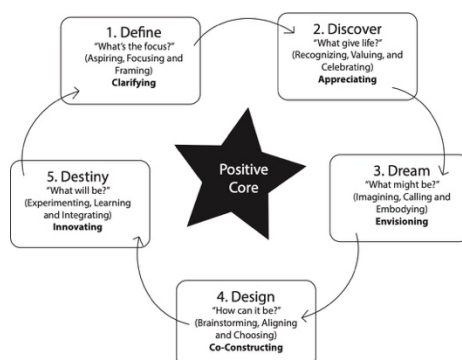 1. Define
"What's the focus?"
(Aspiring, Focusing and
Framing)
Clarifying
2. Discover
"What give life?"
(Recognizing, Valuing, and
Celebrating)
Appreciating
3. Dream
"What might be?"
(Imagining, Calling and
Embodying)
Envisioning
4. Design
"How can it be?"
(Brainstorming, Aligning
and Choosing)
Co-Constructing
5. Destiny
"What will be?"
(Experimenting, Learning
and Integrating)
Innovating
Positive
Core